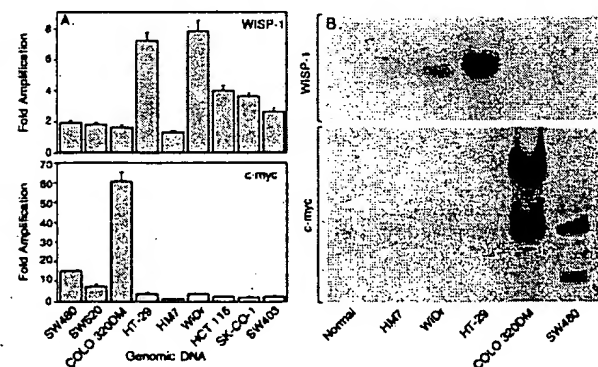 A
WISP-1
Fold Amplification
8
6
4
2
0
c-myc
Fold Amplification
70
60
50
40
30
20
10
0
SW480
SW620
COLO 320DM
HT-29
HM7
WiDr
HCT 116
SK-CO-1
SW403
Genomic DNA
B
WISP-1
c-myc
Normal
HM7
WiDr
HT-29
COLO 320DM
SW480